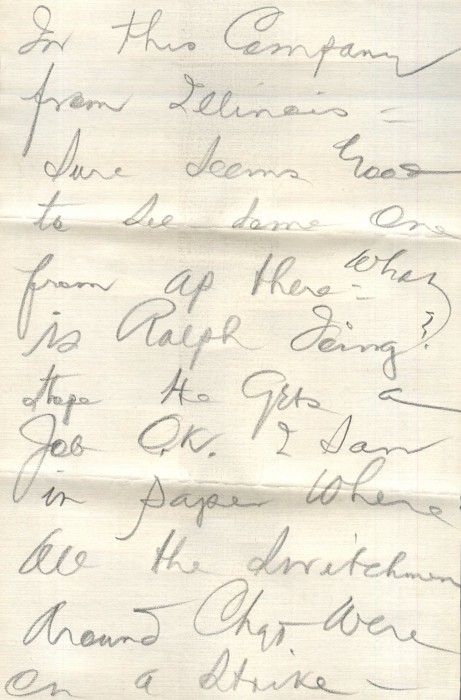 In this Company
from Illinois -
Sure seems Good
to see some one
from up there - What
is Ralph Doing?
Hope He Gets a
Job O.K. I Saw
in paper Where
All the Switchmen
Around Chgo Were
on a Strike -